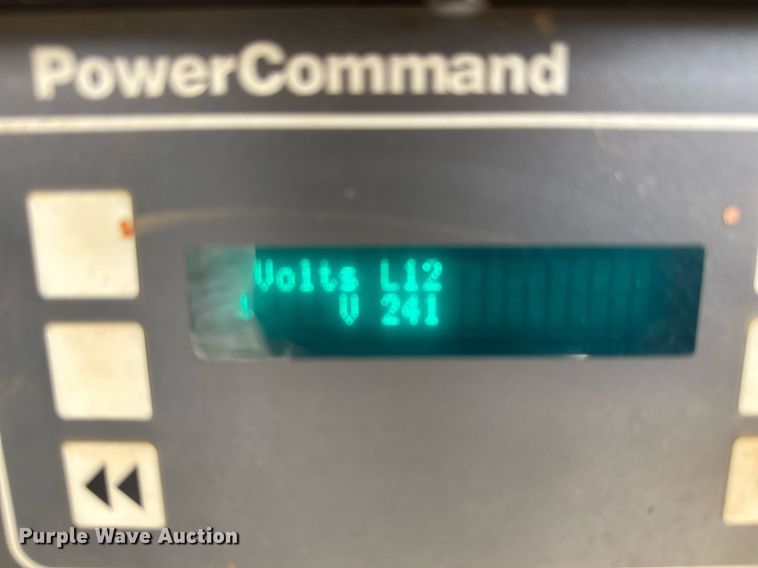 PowerCommand
Volts L12
V 241
Purple Wave Auction